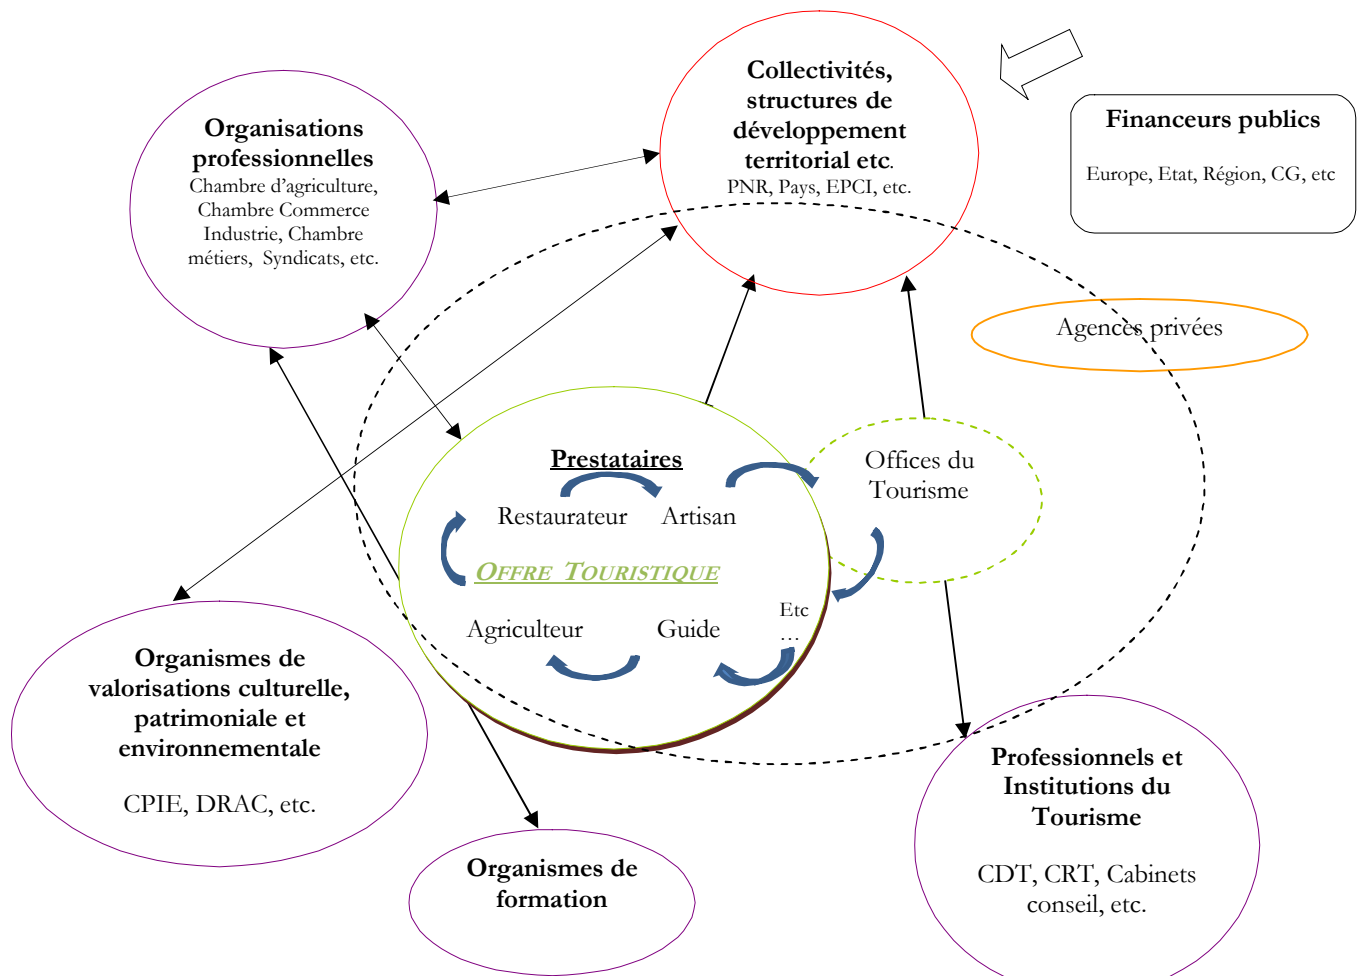 Collectivités,
structures de
développement
territorial etc.
PNR, Pays, EPCI, etc.
Financeurs publics
Europe, Etat, Région, CG, etc
Organisations
professionnelles
Chambre d’agriculture,
Chambre Commerce
Industrie, Chambre
métiers, Syndicats, etc.
Agences privées
Prestataires
Restaurateur Artisan
OFFRE TOURISTIQUE
Agriculteur Guide
Etc
...
Offices du
Tourisme
Organismes de
valorisations culturelle,
patrimoniale et
environnementale
CPIE, DRAC, etc.
Organismes de
formation
Professionnels et
Institutions du
Tourisme
CDT, CRT, Cabinets
conseil, etc.